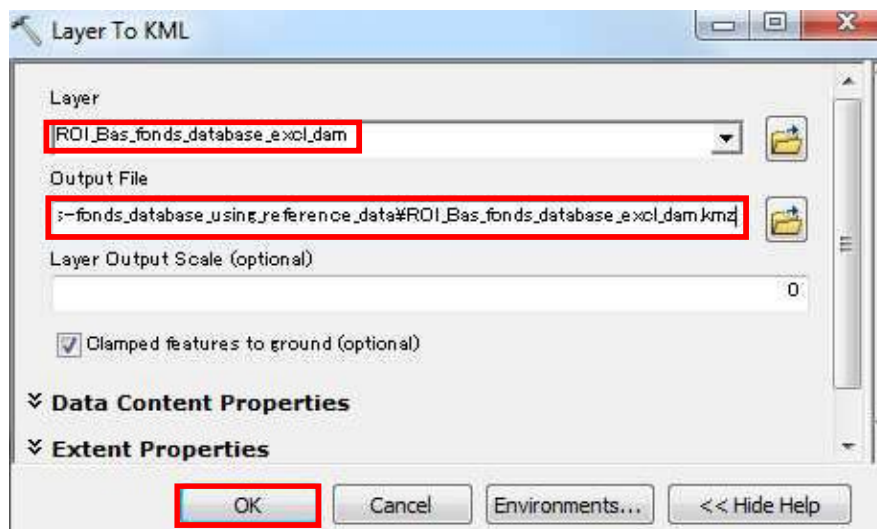 Layer To KML
Layer
ROI_Bas_fonds_database_excl_dam
Output File
s-fonds_database_using_reference_data¥ROI_Bas_fonds_database_excl_dam.kmz
Layer Output Scale (optional)
0
Clamped features to ground (optional)
Data Content Properties
Extent Properties
OK Cancel Environments... << Hide Help